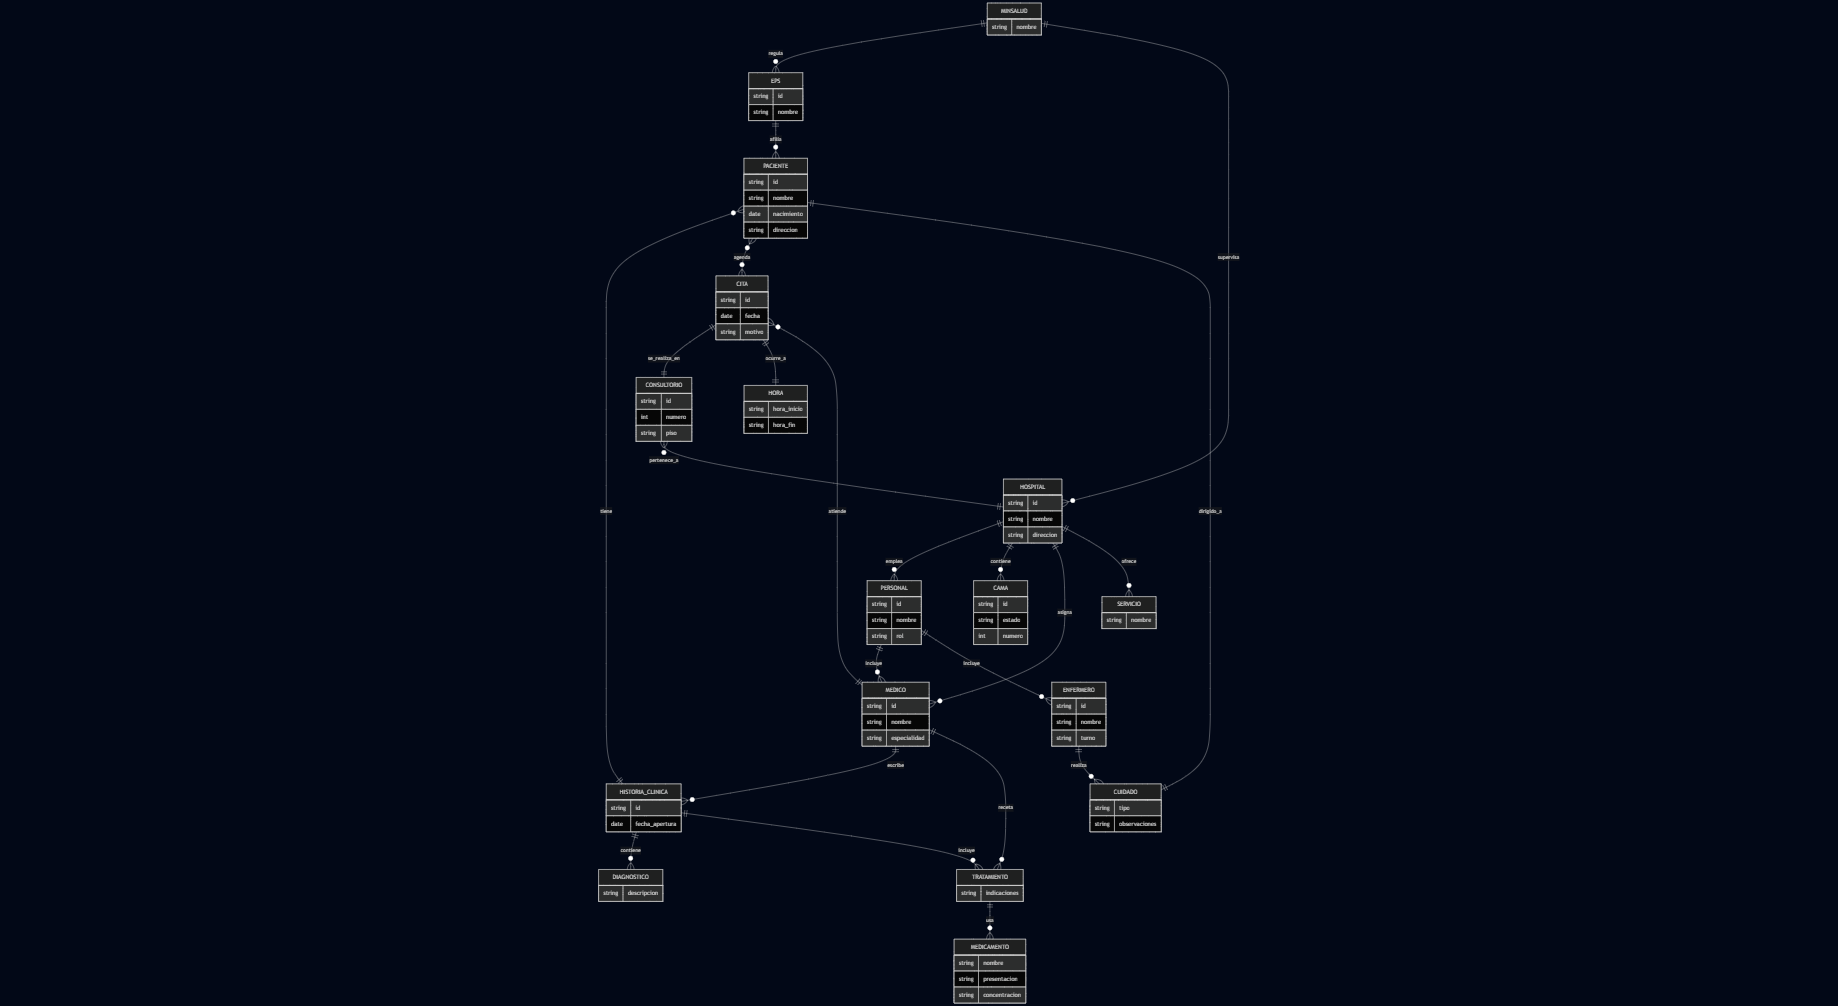 MINSALUD
string nombre
regula
EPS
string id
string nombre
afilia
PACIENTE
string id
string nombre
date nacimiento
string direccion
agenda
supervisa
CITA
string id
date fecha
string motivo
se_realiza_en
ocurre_a
CONSULTORIO
string id
int numero
string piso
HORA
string hora_inicio
string hora_fin
pertenece_a
HOSPITAL
string id
string nombre
string direccion
tiene
atiende
dirigido_a
emplea
contiene
ofrece
PERSONAL
string id
string nombre
string rol
CAMA
string id
string estado
int numero
SERVICIO
string nombre
asigna
incluye
incluye
MEDICO
string id
string nombre
string especialidad
ENFERMERO
string id
string nombre
string turno
escribe
realiza
HISTORIA_CLINICA
string id
date fecha_apertura
CUIDADO
string tipo
string observaciones
receta
contiene
incluye
DIAGNOSTICO
string descripcion
TRATAMIENTO
string indicaciones
usa
MEDICAMENTO
string nombre
string presentacion
string concentracion